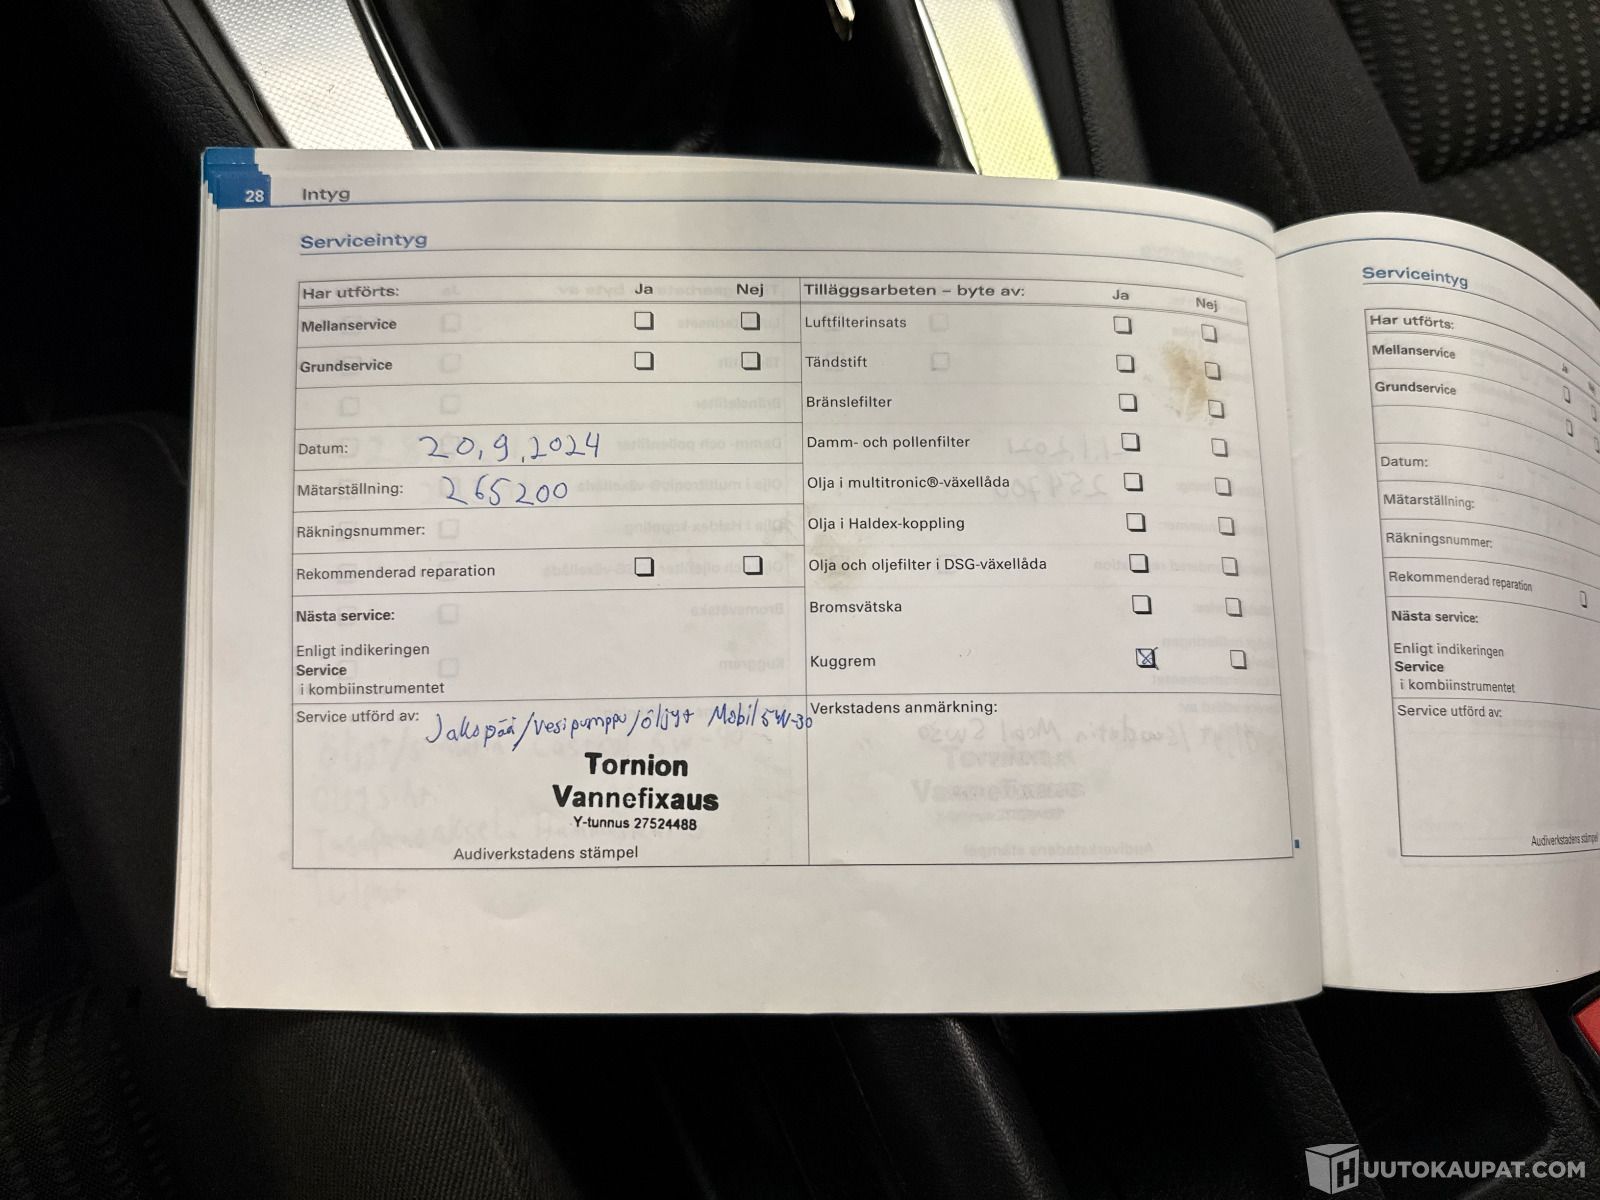 28 Intyg
Serviceintyg
Har utförts: Ja Nej
Mellanservice
Grundservice
Datum: 20.9.2024
Mätarställning: 265200
Räkningsnummer:
Rekommenderad reparation
Nästa service:
Enligt indikeringen
Service
i kombiinstrumentet
Service utförd av: Jakopää/vesipumppu/öljyt Mobil 5W-30
Tornion
Vannefixaus
Y-tunnus 27524488
Audiverkstadens stämpel
Tilläggsarbeten – byte av: Ja Nej
Luftfilterinsats
Tändstift
Bränslefilter
Damm- och pollenfilter
Olja i multitronic®-växellåda
Olja i Haldex-koppling
Olja och oljefilter i DSG-växellåda
Bromsvätska
Kuggrem
Verkstadens anmärkning:
Serviceintyg
Har utförts:
Ja
Mellanservice
Grundservice
Datum:
Mätarställning:
Räkningsnummer:
Rekommenderad reparation
Nästa service:
Enligt indikeringen
Service
i kombiinstrumentet
Service utförd av:
Audiverkstadens stämpel
HUUTOKAUPAT.COM